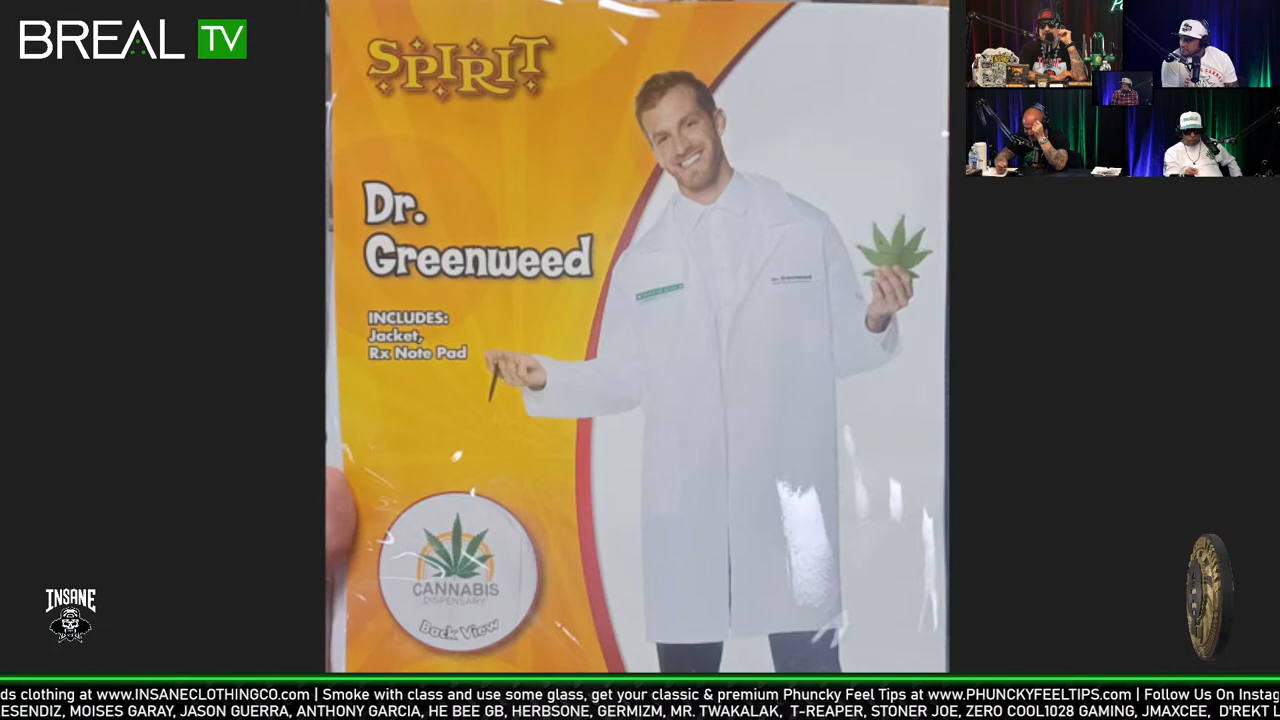 BREAL TV
SPIRIT
Dr.
Greenweed
INCLUDES:
Jacket,
Rx Note Pad
Dr. Greenweed
CANNABIS
DISPENSARY
Back View
INSANE
ds clothing at www.INSANECLOTHINGCO.com | Smoke with class and use some glass, get your classic & premium Phuncky Feel Tips at www.PHUNCKYFEELTIPS.com | Follow Us On Instag
ESENDIZ, MOISES GARAY, JASON GUERRA, ANTHONY GARCIA, HE BEE GB, HERBSONE, GERMIZM, MR. TWAKALAK, T-REAPER, STONER JOE, ZERO COOL1028 GAMING, JMAXCEE, D'REKT